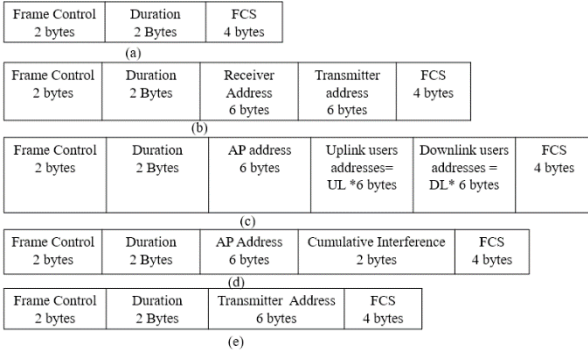 Frame Control Duration FCS
2 bytes 2 Bytes 4 bytes
(a)
Frame Control Duration Receiver Transmitter FCS
2 bytes 2 Bytes Address address 4 bytes
6 bytes 6 bytes
(b)
Frame Control Duration AP address Uplink users Downlink users FCS
2 bytes 2 Bytes 6 bytes addresses= addresses = 4 bytes
UL *6 bytes DL* 6 bytes
(c)
Frame Control Duration AP Address Cumulative Interference FCS
2 bytes 2 Bytes 6 bytes 2 bytes 4 bytes
(d)
Frame Control Duration Transmitter Address FCS
2 bytes 2 Bytes 6 bytes 4 bytes
(e)